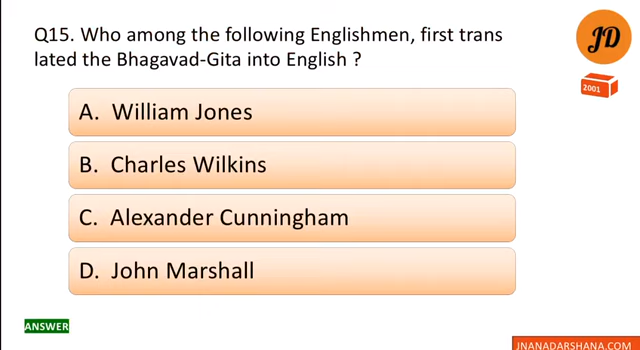 Q15. Who among the following Englishmen, first trans
lated the Bhagavad-Gita into English ?
JD
2001
A. William Jones
B. Charles Wilkins
C. Alexander Cunningham
D. John Marshall
ANSWER
JNANADARSHANA.COM